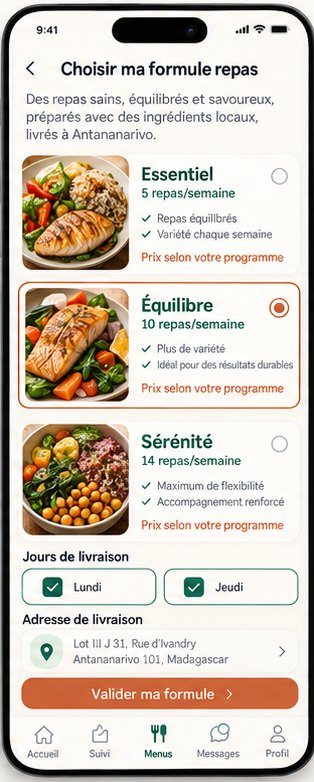 9:41
Choisir ma formule repas
Des repas sains, équilibrés et savoureux,
préparés avec des ingrédients locaux,
livrés à Antananarivo.
Essentiel
5 repas/semaine
Repas équilibrés
Variété chaque semaine
Prix selon votre programme
Équilibre
10 repas/semaine
Plus de variété
Idéal pour des résultats durables
Prix selon votre programme
Sérénité
14 repas/semaine
Maximum de flexibilité
Accompagnement renforcé
Prix selon votre programme
Jours de livraison
Lundi
Jeudi
Adresse de livraison
Lot III J 31, Rue d'Ivandry
Antananarivo 101, Madagascar
Valider ma formule
Accueil
Suivi
Menus
Messages
Profil